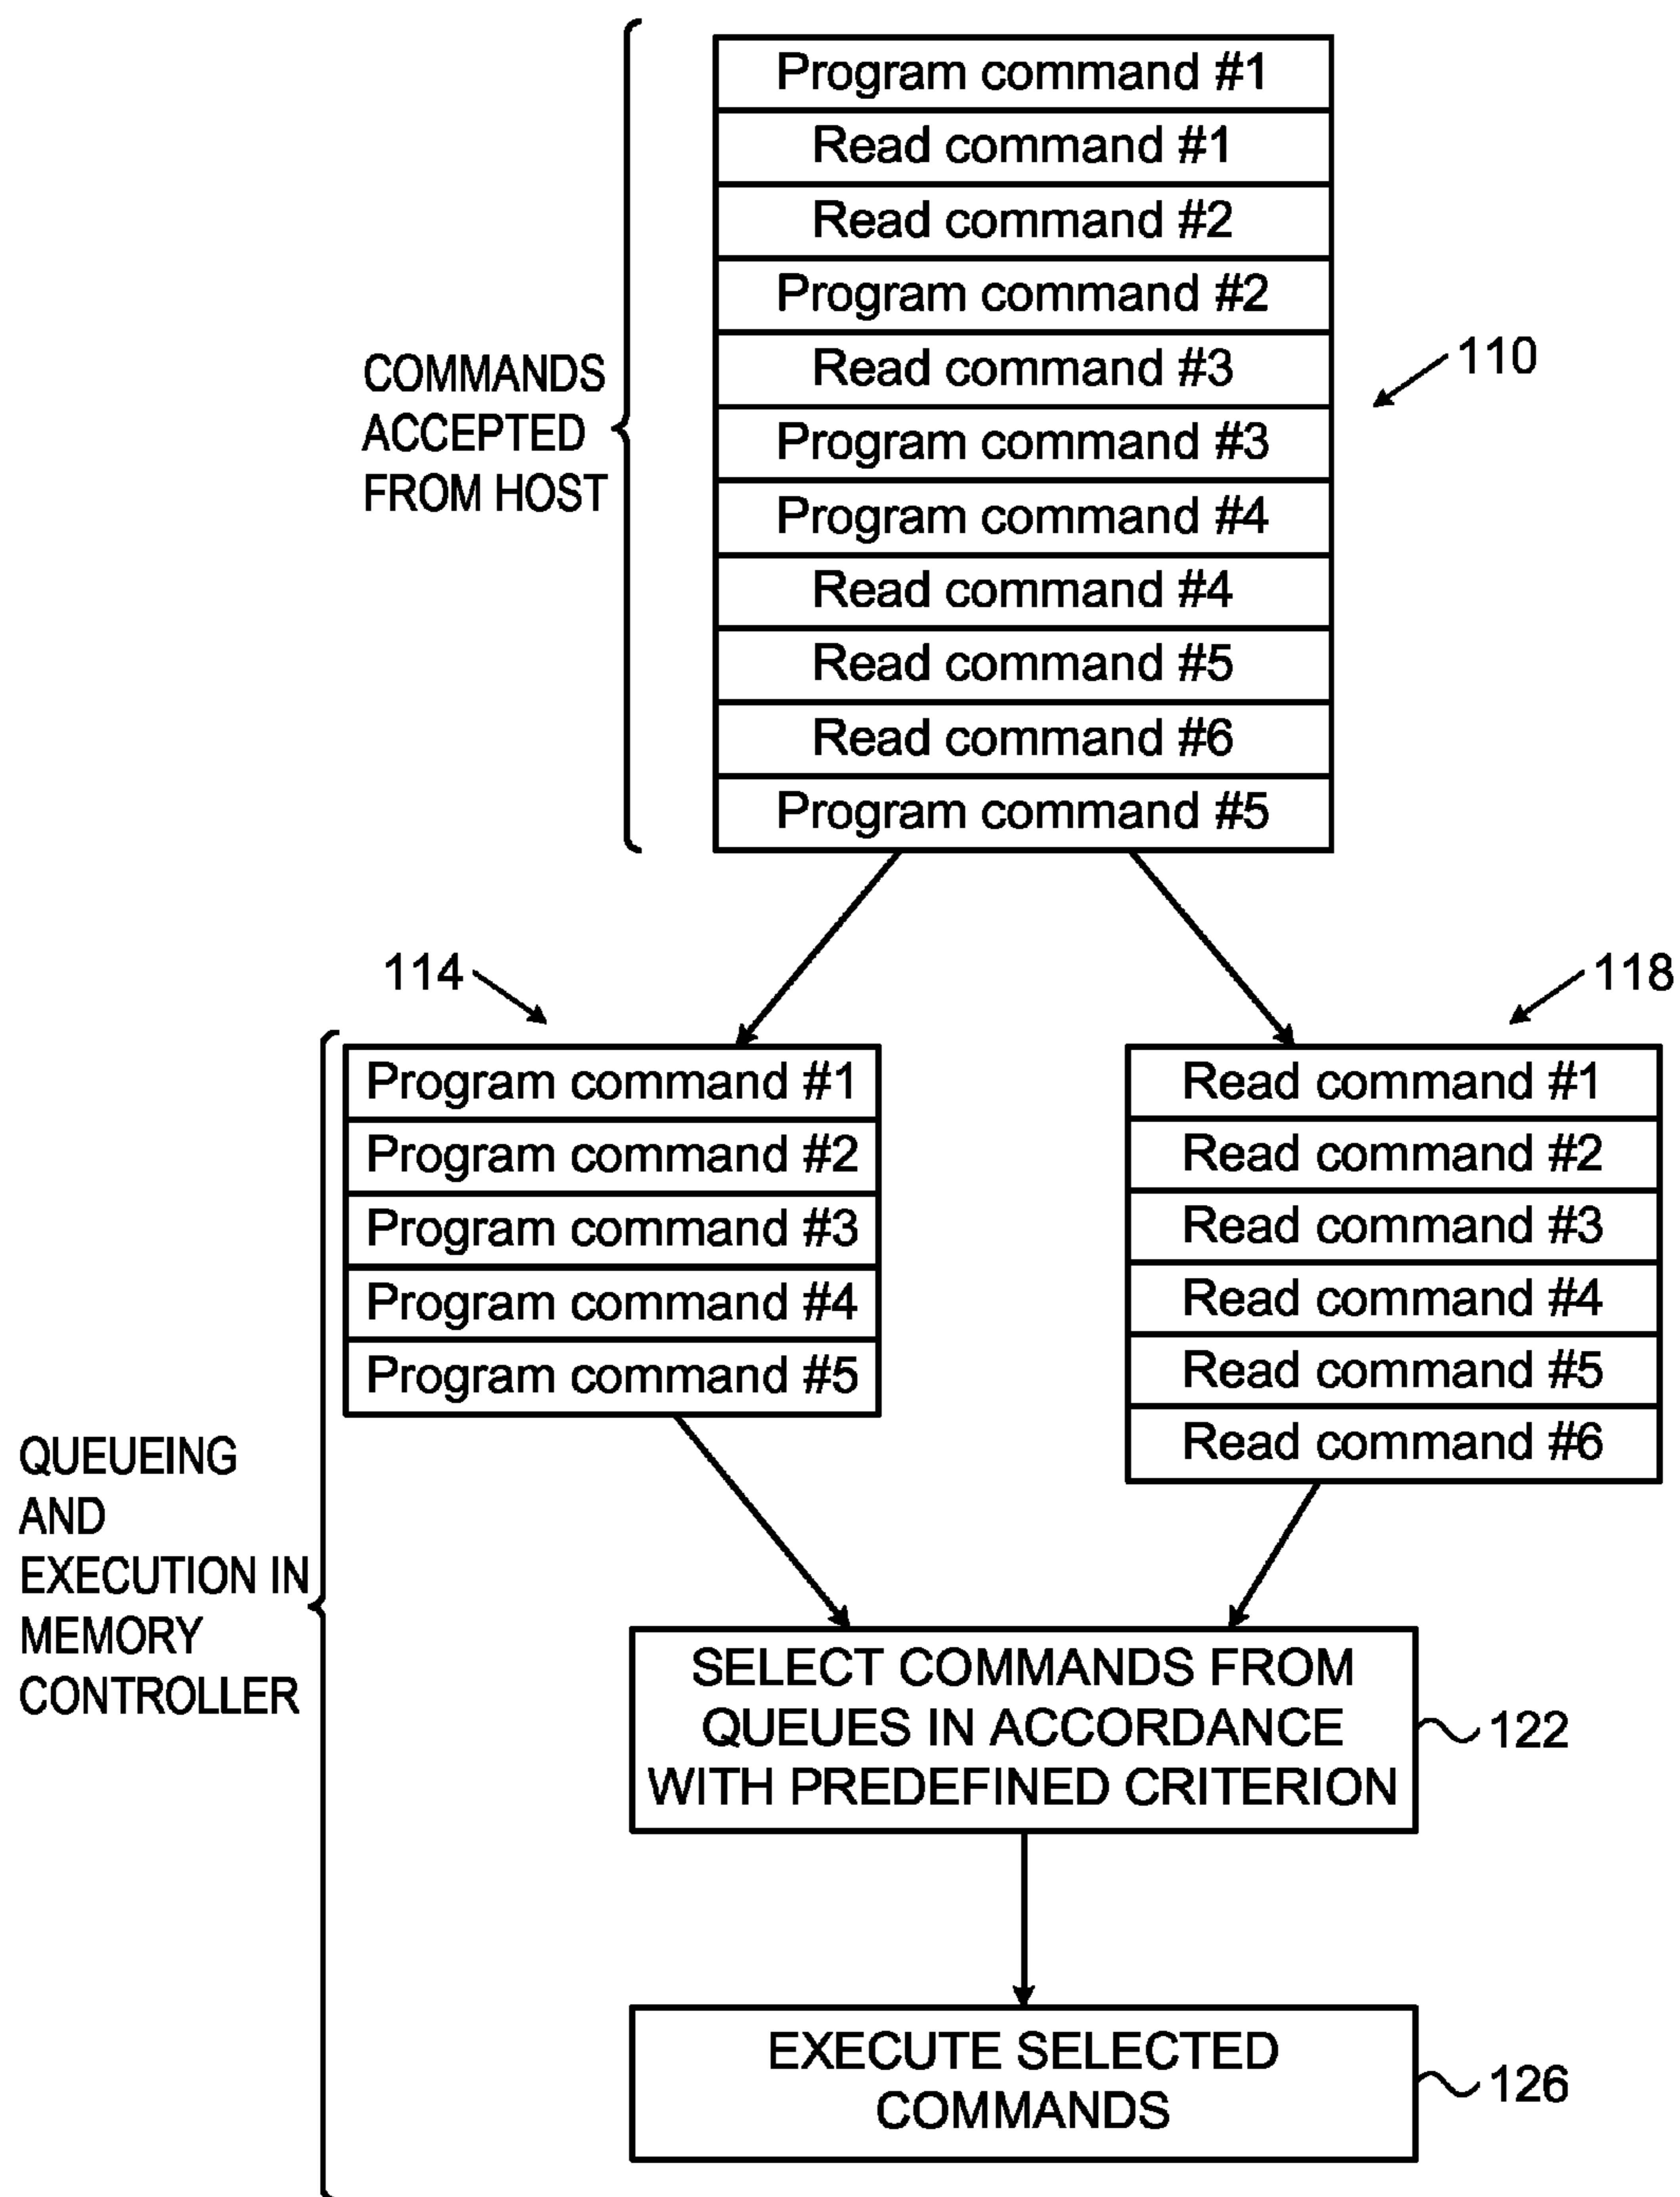 Program command #1
Read command #1
Read command #2
Program command #2
Read command #3
Program command #3
Program command #4
Read command #4
Read command #5
Read command #6
Program command #5
COMMANDS
ACCEPTED
FROM HOST
110
114
118
Program command #1
Program command #2
Program command #3
Program command #4
Program command #5
Read command #1
Read command #2
Read command #3
Read command #4
Read command #5
Read command #6
QUEUEING
AND
EXECUTION IN
MEMORY
CONTROLLER
SELECT COMMANDS FROM
QUEUES IN ACCORDANCE
WITH PREDEFINED CRITERION
122
EXECUTE SELECTED
COMMANDS
126